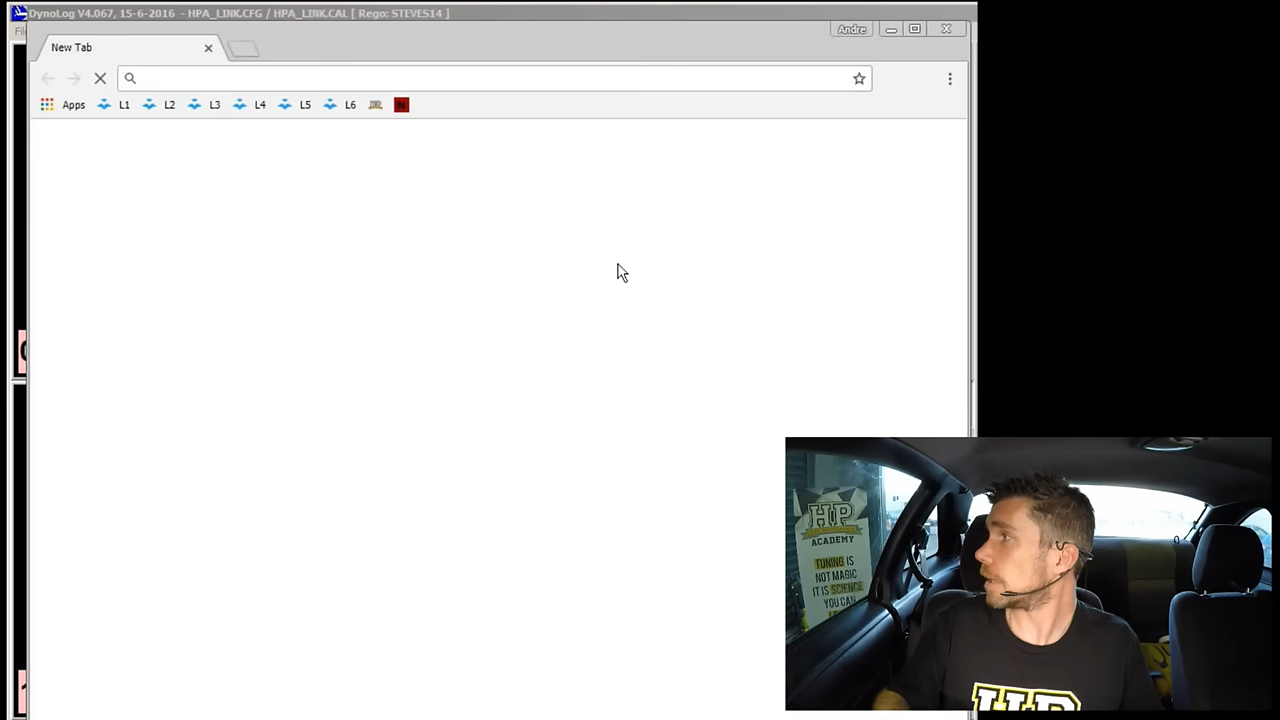 DynoLog V4.067, 15-6-2016 - HPA_LINK.CFG / HPA_LINK.CAL [ Rego: STEVES14 ]
Andre
New Tab
Apps L1 L2 L3 L4 L5 L6
HP
ACADEMY
TUNING IS
NOT MAGIC
IT IS SCIENCE
YOU CAN
HP